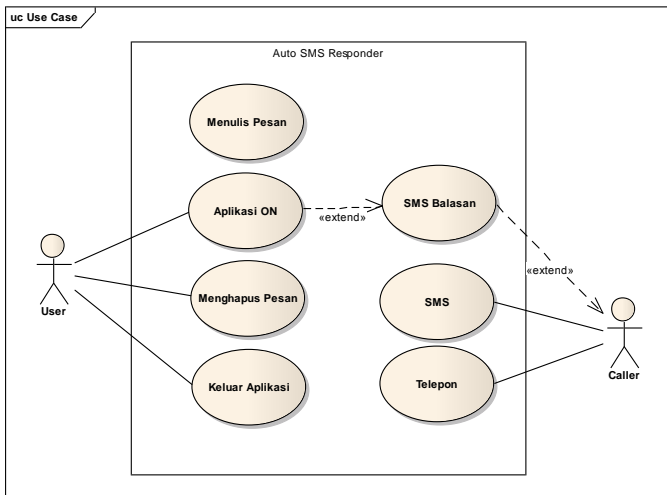 uc Use Case
Auto SMS Responder
Menulis Pesan
Aplikasi ON
«extend»
SMS Balasan
«extend»
User
Menghapus Pesan
SMS
Keluar Aplikasi
Telepon
Caller